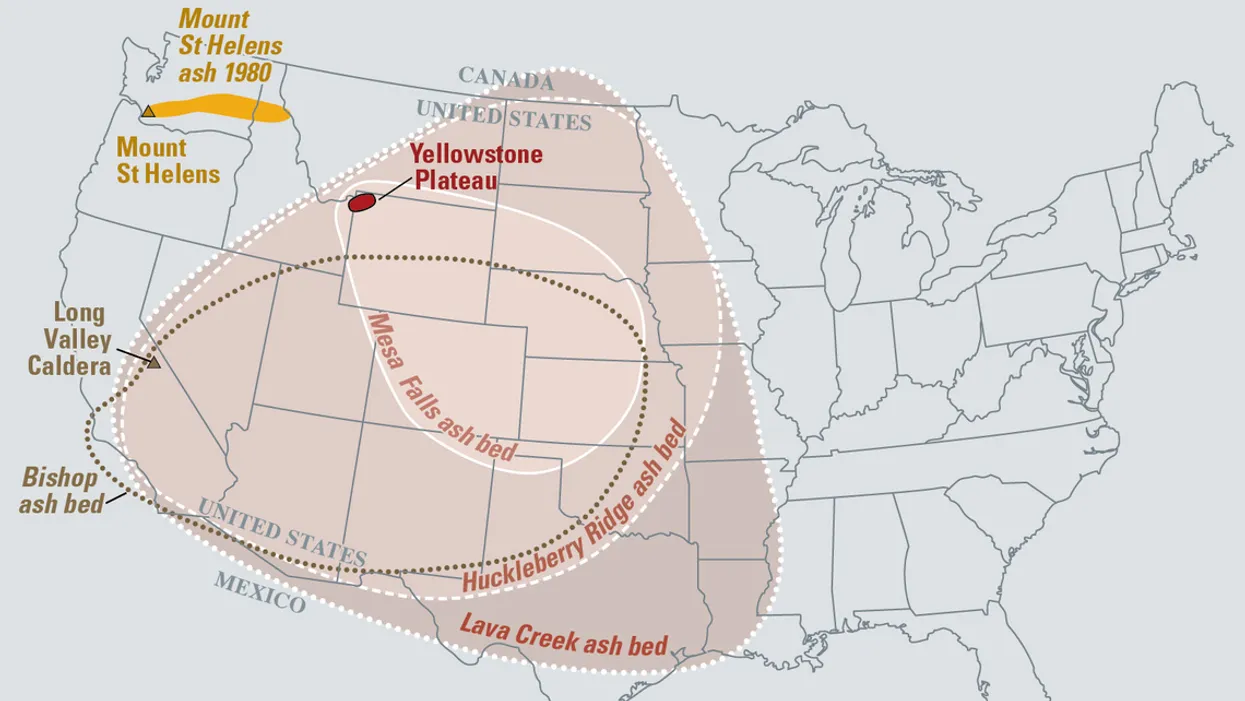 Mount
St Helens
ash 1980
CANADA
UNITED STATES
Mount
St Helens
Yellowstone
Plateau
Long
Valley
Caldera
Mesa Falls ash bed
Bishop
ash bed
Huckleberry Ridge ash bed
UNITED STATES
MEXICO
Lava Creek ash bed